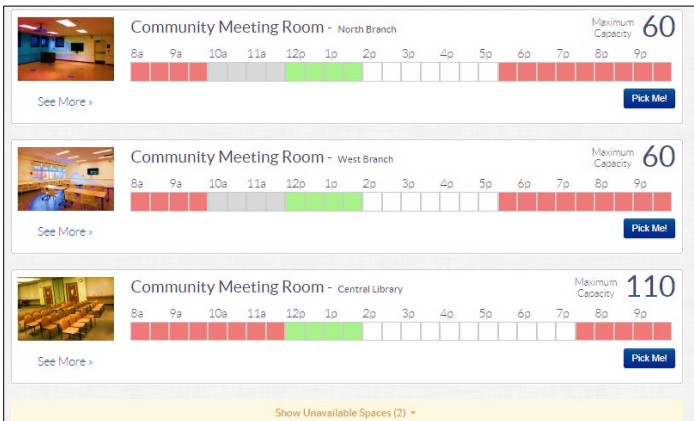 Community Meeting Room - North Branch
Maximum Capacity 60
8a 9a 10a 11a 12p 1p 2p 3p 4p 5p 6p 7p 8p 9p
See More »
Pick Me!
Community Meeting Room - West Branch
Maximum Capacity 60
8a 9a 10a 11a 12p 1p 2p 3p 4p 5p 6p 7p 8p 9p
See More »
Pick Me!
Community Meeting Room - Central Library
Maximum Capacity 110
8a 9a 10a 11a 12p 1p 2p 3p 4p 5p 6p 7p 8p 9p
See More »
Pick Me!
Show Unavailable Spaces (2)